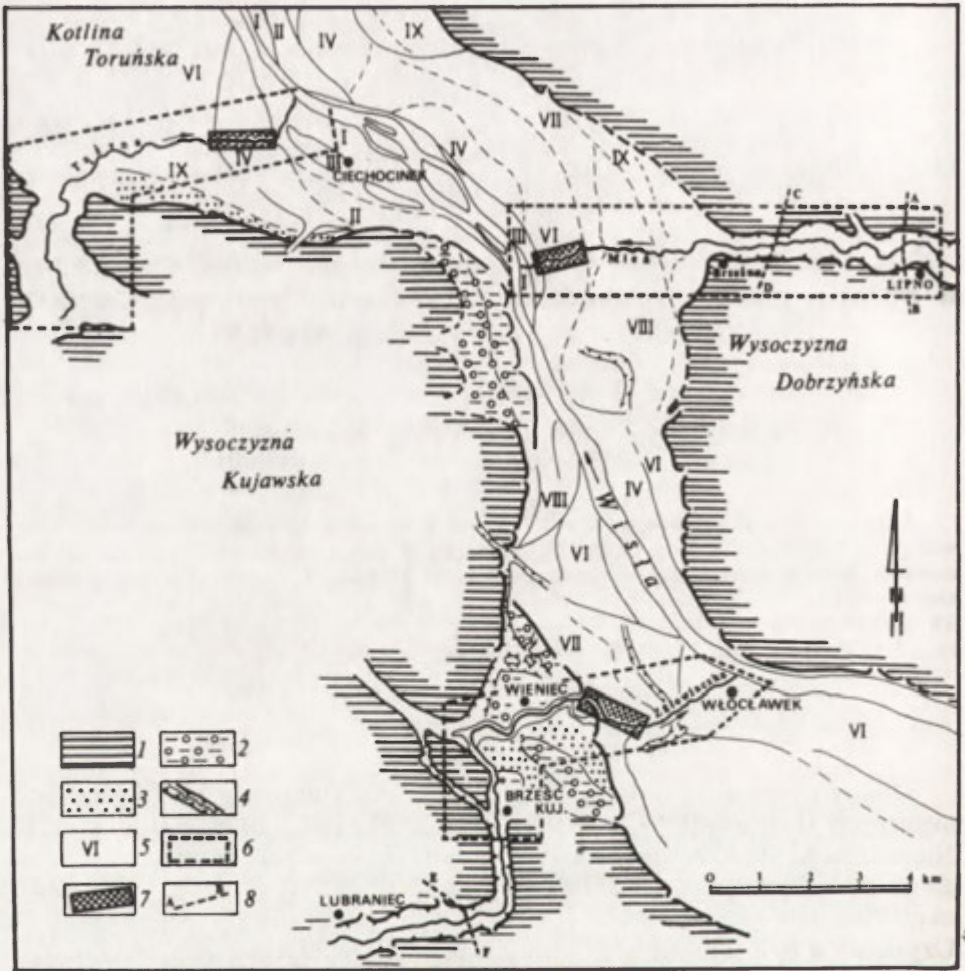 Kotlina
Toruńska
I
II
IV
IX
VI
VII
IX
IV
I
III
CIECHOCINEK
IV
IX
II
III
VI
I
C
A
LIPNO
D
B
VIII
Wysoczyzna
Dobrzyńska
Wysoczyzna
Kujawska
VI
IV
VIII
Wisła
VI
N
VII
WIENIEC
WŁOCŁAWEK
VI
BRZEŚĆ
KUJ.
1
2
3
4
VI 5
6
7
A B 8
0 1 2 3 4 km
LUBRANIEC
E
F